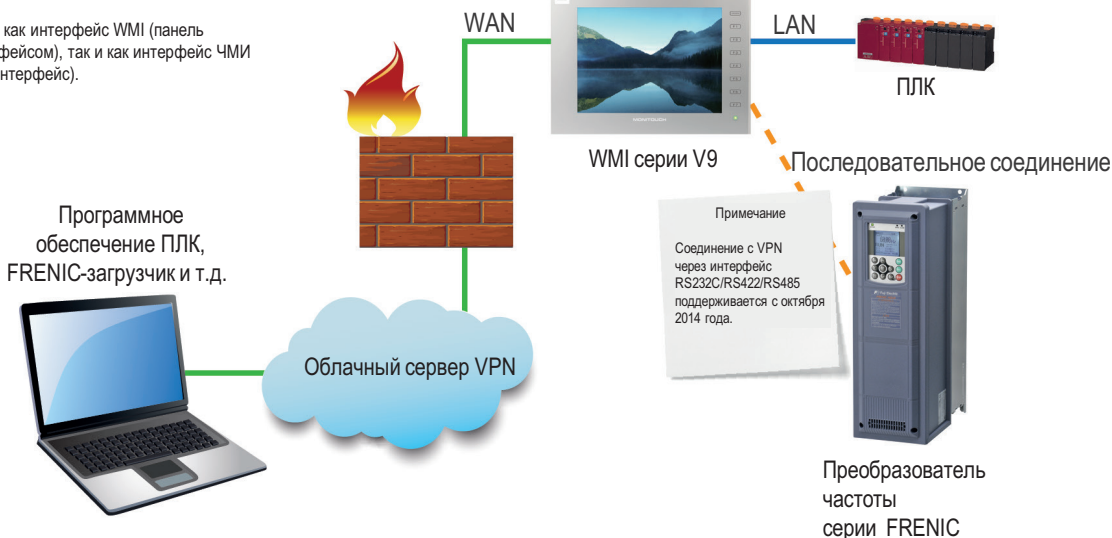 как интерфейс WMI (панель
фейсом), так и как интерфейс ЧМИ
нтерфейс).
WAN
LAN
MONITOUCH
ПЛК
WMI серии V9
Последовательное соединение
Примечание
Соединение с VPN
через интерфейс
RS232C/RS422/RS485
поддерживается с октября
2014 года.
Программное
обеспечение ПЛК,
FRENIC-загрузчик и т.д.
Облачный сервер VPN
Преобразователь
частоты
серии FRENIC